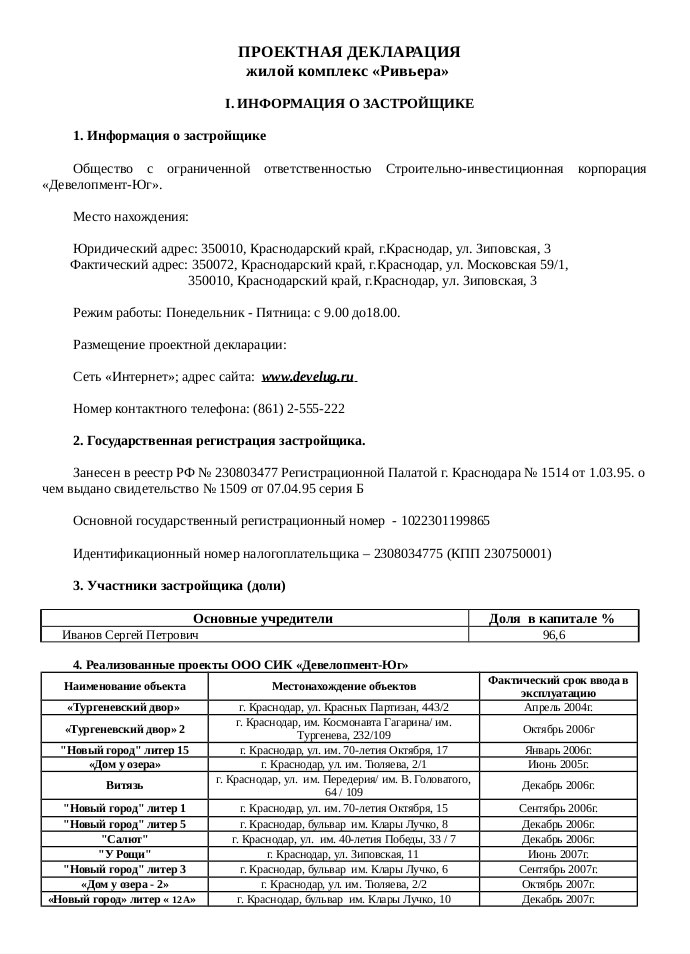 ПРОЕКТНАЯ ДЕКЛАРАЦИЯ
жилой комплекс «Ривьера»
I. ИНФОРМАЦИЯ О ЗАСТРОЙЩИКЕ
1. Информация о застройщике
Общество с ограниченной ответственностью Строительно-инвестиционная корпорация
«Девелопмент-Юг».
Место нахождения:
Юридический адрес: 350010, Краснодарский край, г.Краснодар, ул. Зиповская, 3
Фактический адрес: 350072, Краснодарский край, г.Краснодар, ул. Московская 59/1,
350010, Краснодарский край, г.Краснодар, ул. Зиповская, 3
Режим работы: Понедельник - Пятница: с 9.00 до18.00.
Размещение проектной декларации:
Сеть «Интернет»; адрес сайта: www.develug.ru
Номер контактного телефона: (861) 2-555-222
2. Государственная регистрация застройщика.
Занесен в реестр РФ № 230803477 Регистрационной Палатой г. Краснодара № 1514 от 1.03.95. о
чем выдано свидетельство № 1509 от 07.04.95 серия Б
Основной государственный регистрационный номер - 1022301199865
Идентификационный номер налогоплательщика – 2308034775 (КПП 230750001)
3. Участники застройщика (доли)
Основные учредители Доля в капитале %
Иванов Сергей Петрович 96,6
4. Реализованные проекты ООО СИК «Девелопмент-Юг»
Наименование объекта Местонахождение объектов Фактический срок ввода в
эксплуатацию
«Тургеневский двор» г. Краснодар, ул. Красных Партизан, 443/2 Апрель 2004г.
«Тургеневский двор» 2 г. Краснодар, им. Космонавта Гагарина/ им.
Тургенева, 232/109 Октябрь 2006г
"Новый город" литер 15 г. Краснодар, ул. им. 70-летия Октября, 17 Январь 2006г.
«Дом у озера» г. Краснодар, ул. им. Тюляева, 2/1 Июнь 2005г.
Витязь г. Краснодар, ул. им. Передерия/ им. В. Головатого,
64 / 109 Декабрь 2006г.
"Новый город" литер 1 г. Краснодар, ул. им. 70-летия Октября, 15 Сентябрь 2006г.
"Новый город" литер 5 г. Краснодар, бульвар им. Клары Лучко, 8 Декабрь 2006г.
"Салют" г. Краснодар, ул. им. 40-летия Победы, 33 / 7 Декабрь 2006г.
"У Рощи" г. Краснодар, ул. Зиповская, 11 Июнь 2007г.
"Новый город" литер 3 г. Краснодар, бульвар им. Клары Лучко, 6 Сентябрь 2007г.
«Дом у озера - 2» г. Краснодар, ул. им. Тюляева, 2/2 Октябрь 2007г.
«Новый город» литер « 12А» г. Краснодар, бульвар им. Клары Лучко, 10 Декабрь 2007г.